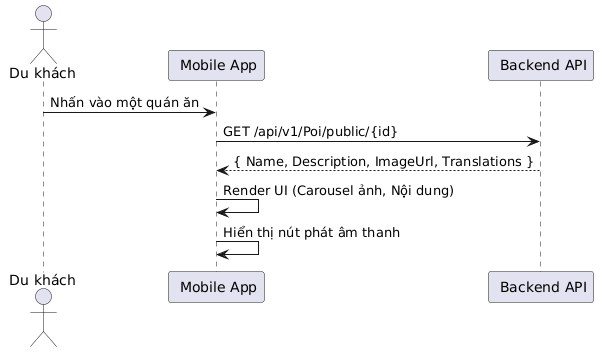 Du khách
Mobile App
Backend API
Nhấn vào một quán ăn
GET /api/v1/Poi/public/{id}
{ Name, Description, ImageUrl, Translations }
Render UI (Carousel ảnh, Nội dung)
Hiển thị nút phát âm thanh
Du khách
Mobile App
Backend API